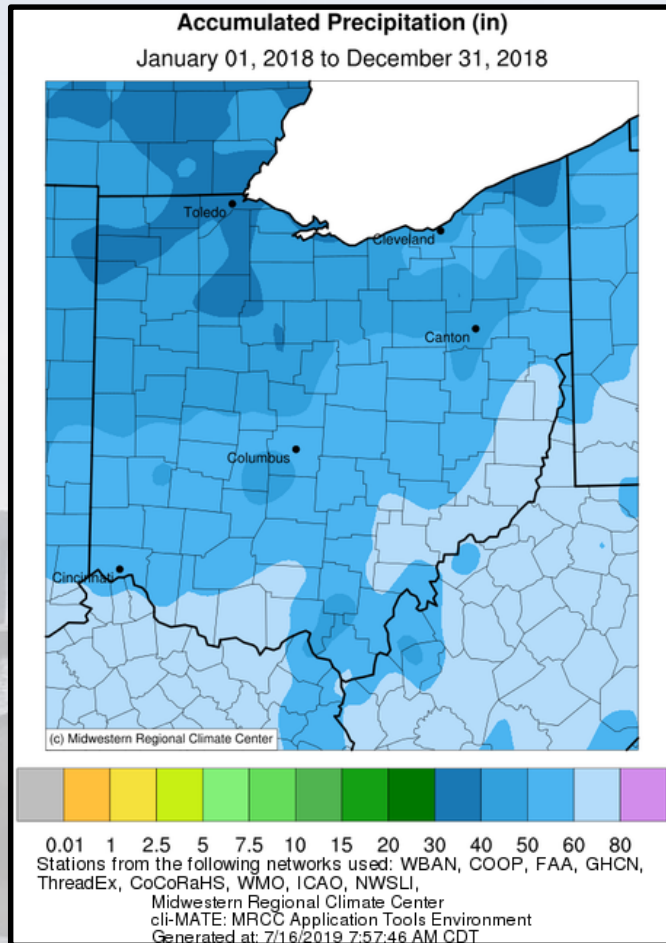 Accumulated Precipitation (in)
January 01, 2018 to December 31, 2018
Toledo
Cleveland
Canton
Columbus
Cincinnati
(c) Midwestern Regional Climate Center
0.01 1 2.5 5 7.5 10 15 20 30 40 50 60 80
Stations from the following networks used: WBAN, COOP, FAA, GHCN,
ThreadEx, CoCoRaHS, WMO, ICAO, NWSLI,
Midwestern Regional Climate Center
cli-MATE: MRCC Application Tools Environment
Generated at: 7/16/2019 7:57:46 AM CDT